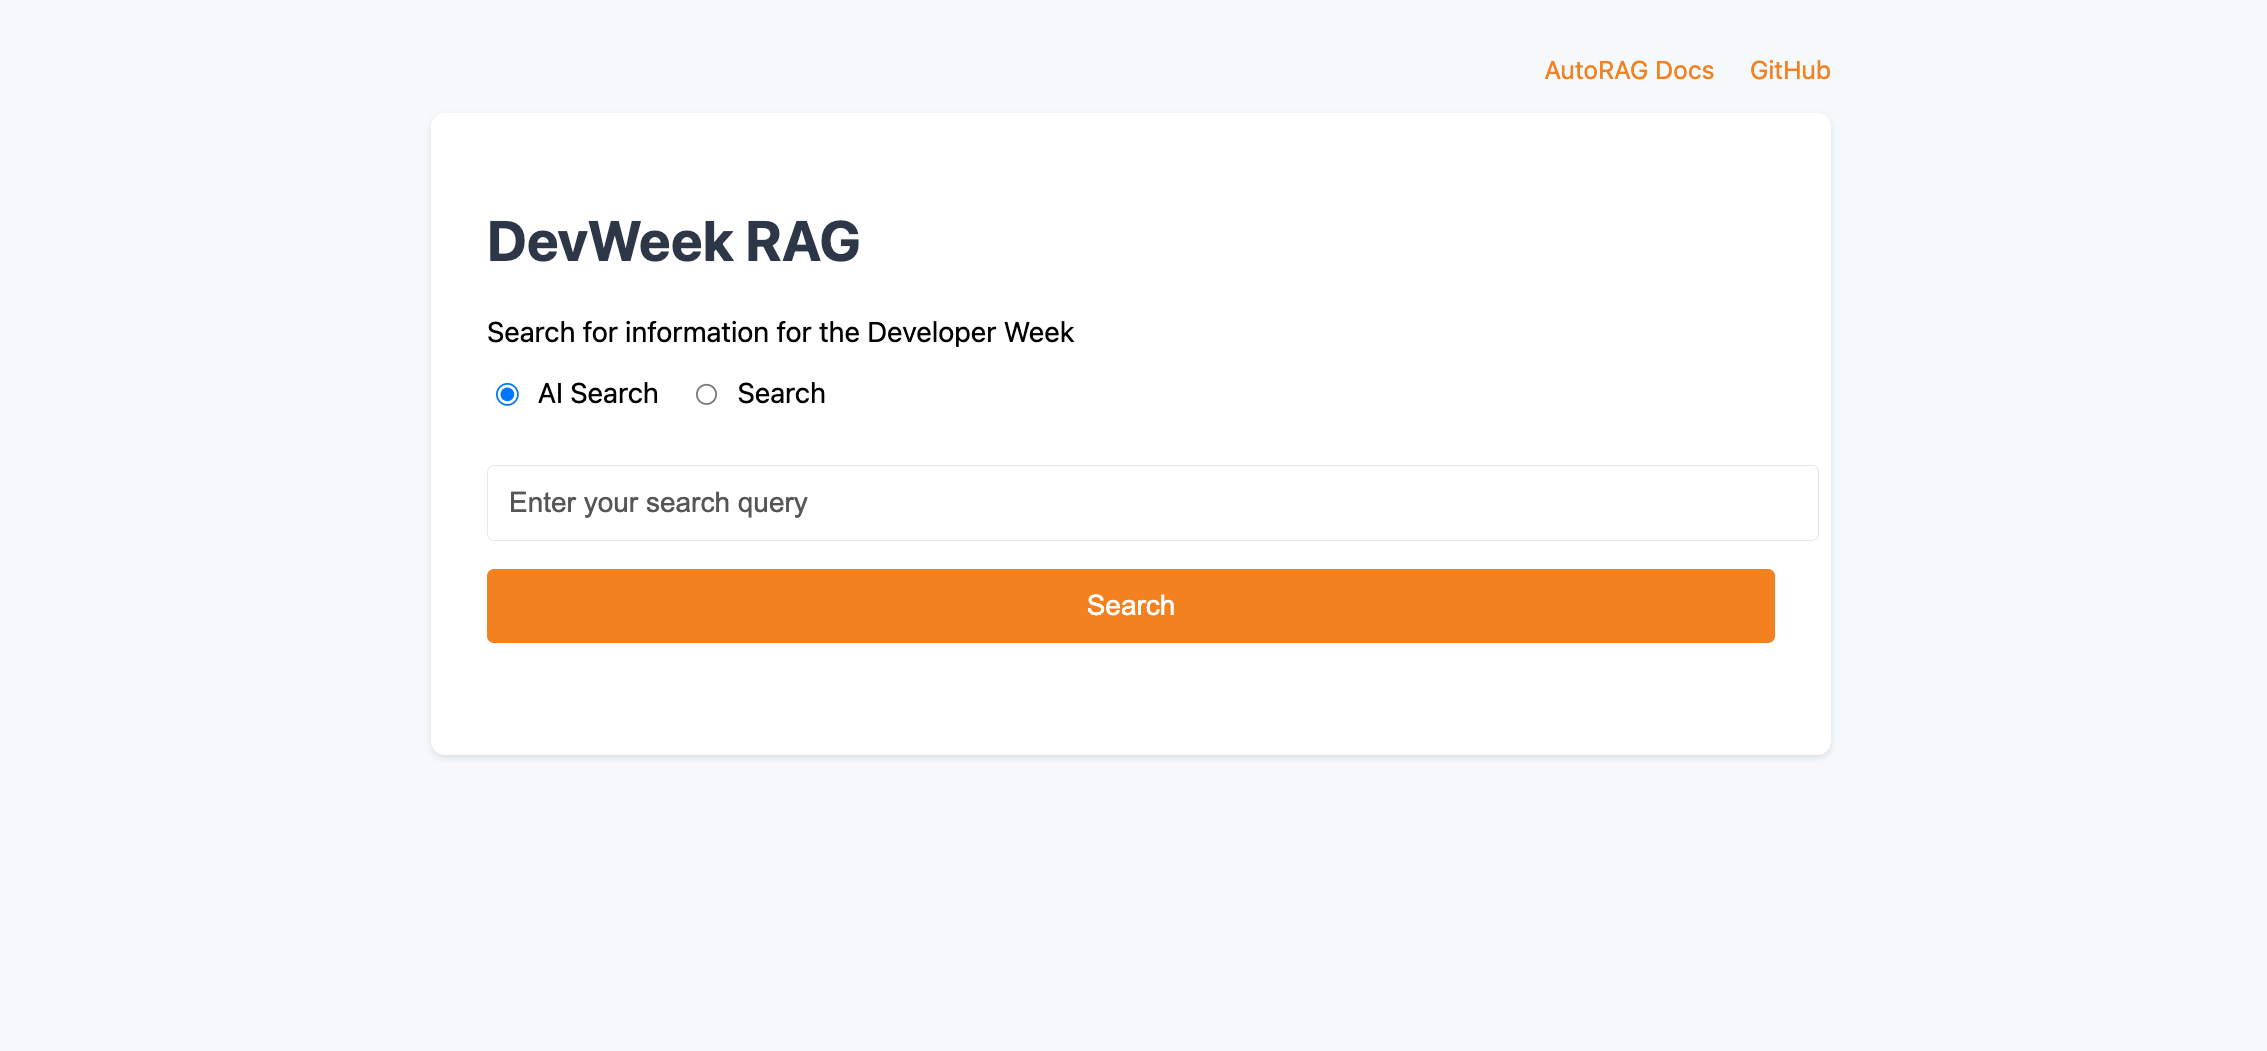 AutoRAG Docs GitHub
DevWeek RAG
Search for information for the Developer Week
AI Search Search
Enter your search query
Search